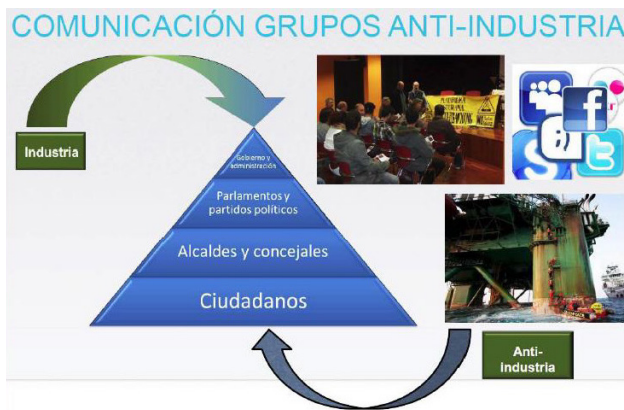 COMUNICACIÓN GRUPOS ANTI-INDUSTRIA
Industria
Gobierno y
administración
Parlamentos y
partidos políticos
Alcaldes y concejales
Ciudadanos
Anti-
industria